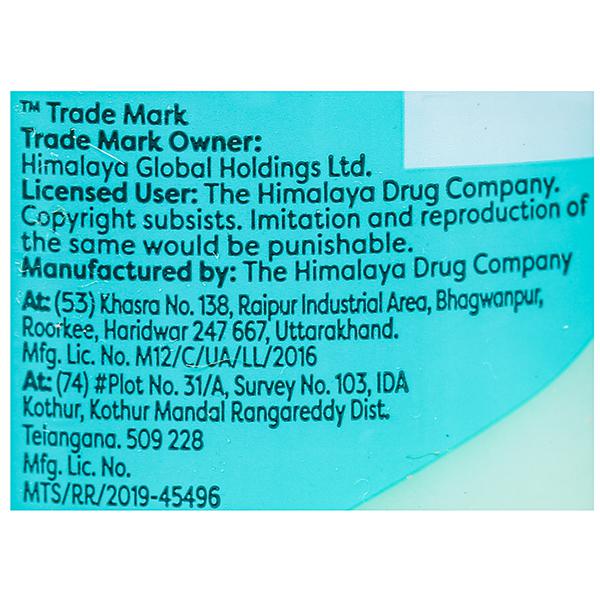 ™ Trade Mark
Trade Mark Owner:
Himalaya Global Holdings Ltd.
Licensed User: The Himalaya Drug Company.
Copyright subsists. Imitation and reproduction of
the same would be punishable.
Manufactured by: The Himalaya Drug Company
At: (53) Khasra No. 138, Raipur Industrial Area, Bhagwanpur,
Roorkee, Haridwar 247 667, Uttarakhand.
Mfg. Lic. No. M12/C/UA/LL/2016
At: (74) #Plot No. 31/A, Survey No. 103, IDA
Kothur, Kothur Mandal Rangareddy Dist.
Telangana. 509 228
Mfg. Lic. No.
MTS/RR/2019-45496